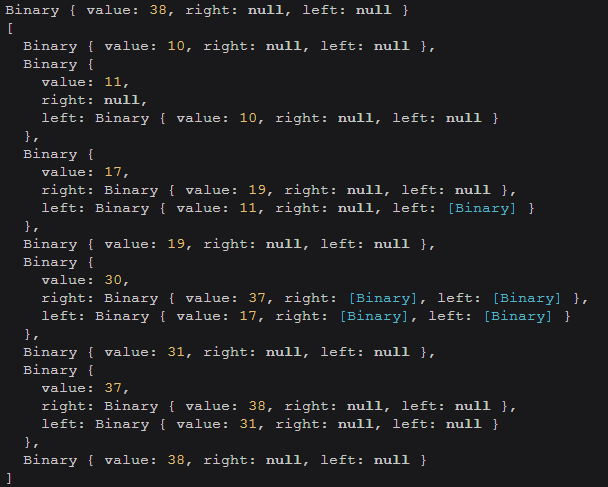 Binary { value: 38, right: null, left: null }
[
  Binary { value: 10, right: null, left: null },
  Binary {
    value: 11,
    right: null,
    left: Binary { value: 10, right: null, left: null }
  },
  Binary {
    value: 17,
    right: Binary { value: 19, right: null, left: null },
    left: Binary { value: 11, right: null, left: [Binary] }
  },
  Binary { value: 19, right: null, left: null },
  Binary {
    value: 30,
    right: Binary { value: 37, right: [Binary], left: [Binary] },
    left: Binary { value: 17, right: [Binary], left: [Binary] }
  },
  Binary { value: 31, right: null, left: null },
  Binary {
    value: 37,
    right: Binary { value: 38, right: null, left: null },
    left: Binary { value: 31, right: null, left: null }
  },
  Binary { value: 38, right: null, left: null }
]